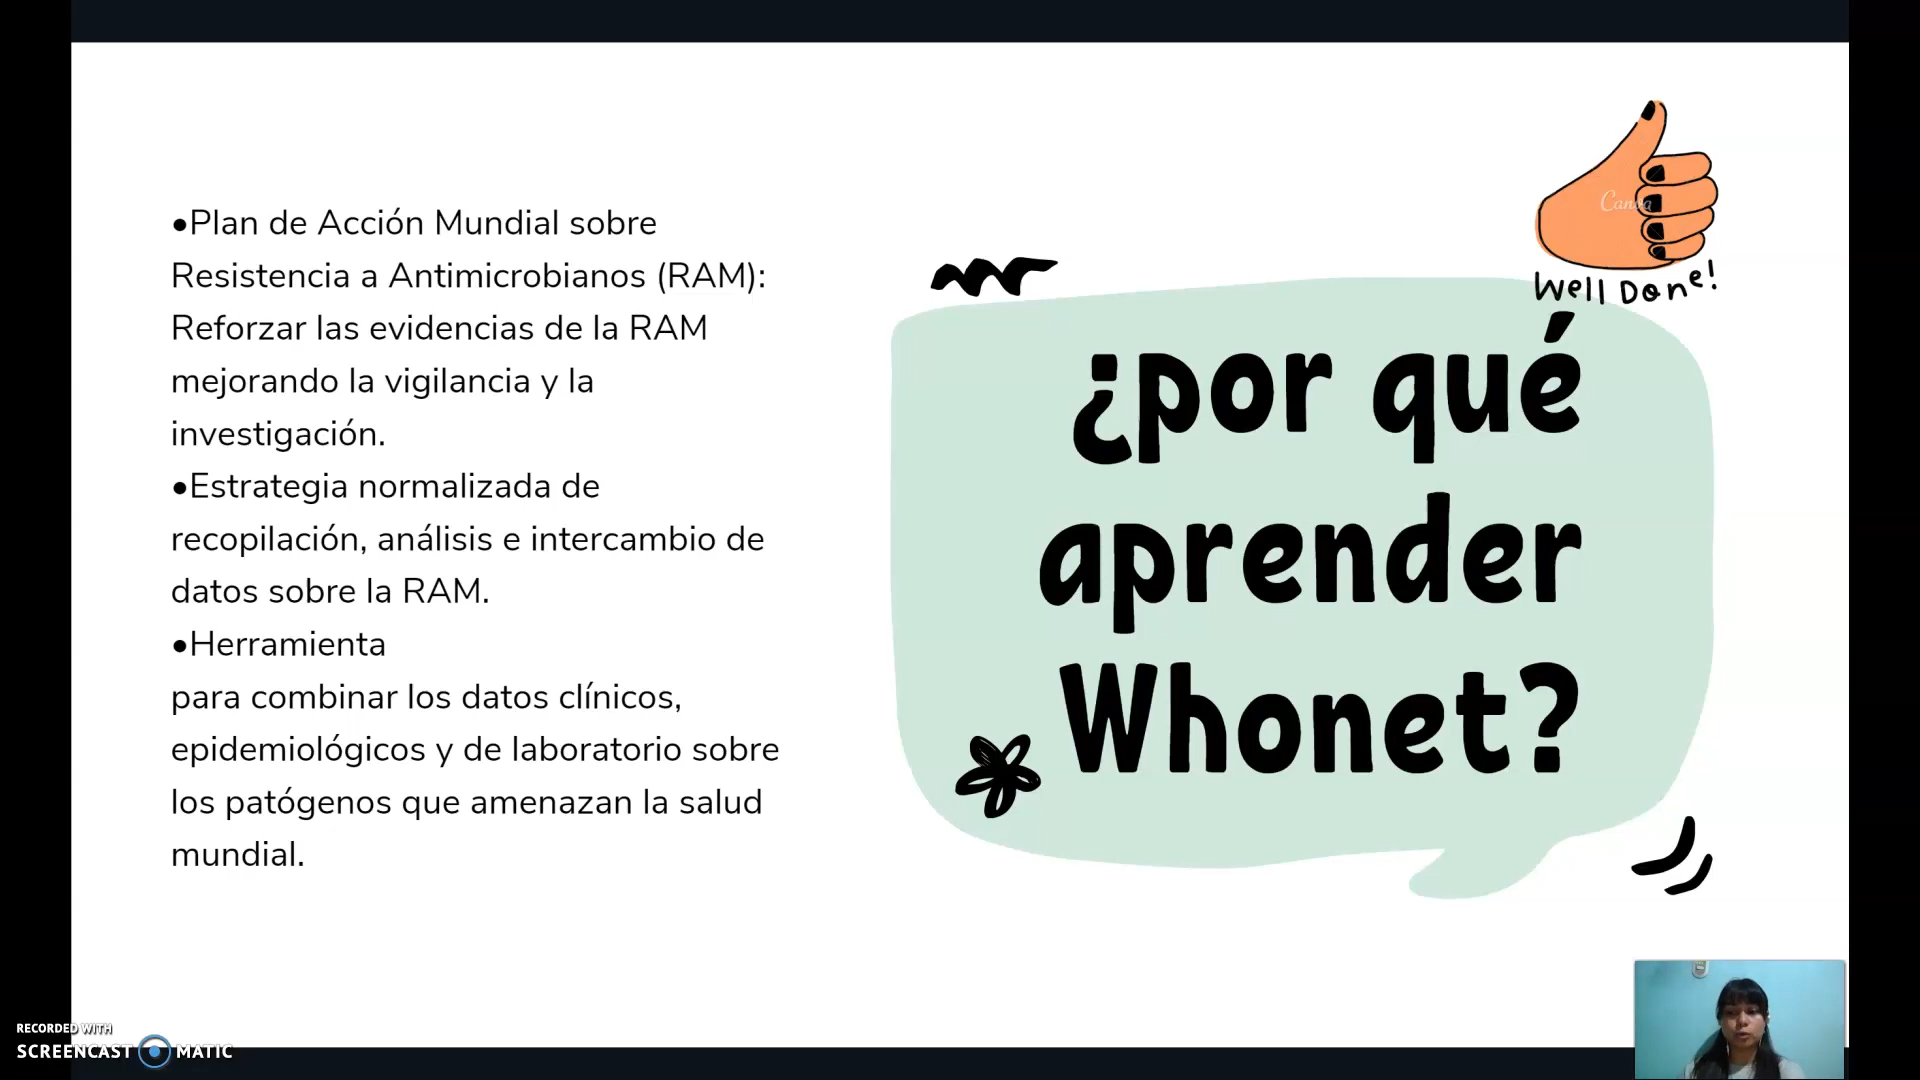 •Plan de Acción Mundial sobre
Resistencia a Antimicrobianos (RAM):
Reforzar las evidencias de la RAM
mejorando la vigilancia y la
investigación.
•Estrategia normalizada de
recopilación, análisis e intercambio de
datos sobre la RAM.
•Herramienta
para combinar los datos clínicos,
epidemiológicos y de laboratorio sobre
los patógenos que amenazan la salud
mundial.
Canva
Well Done!
¿por qué
aprender
Whonet?
RECORDED WITH
SCREENCAST MATIC